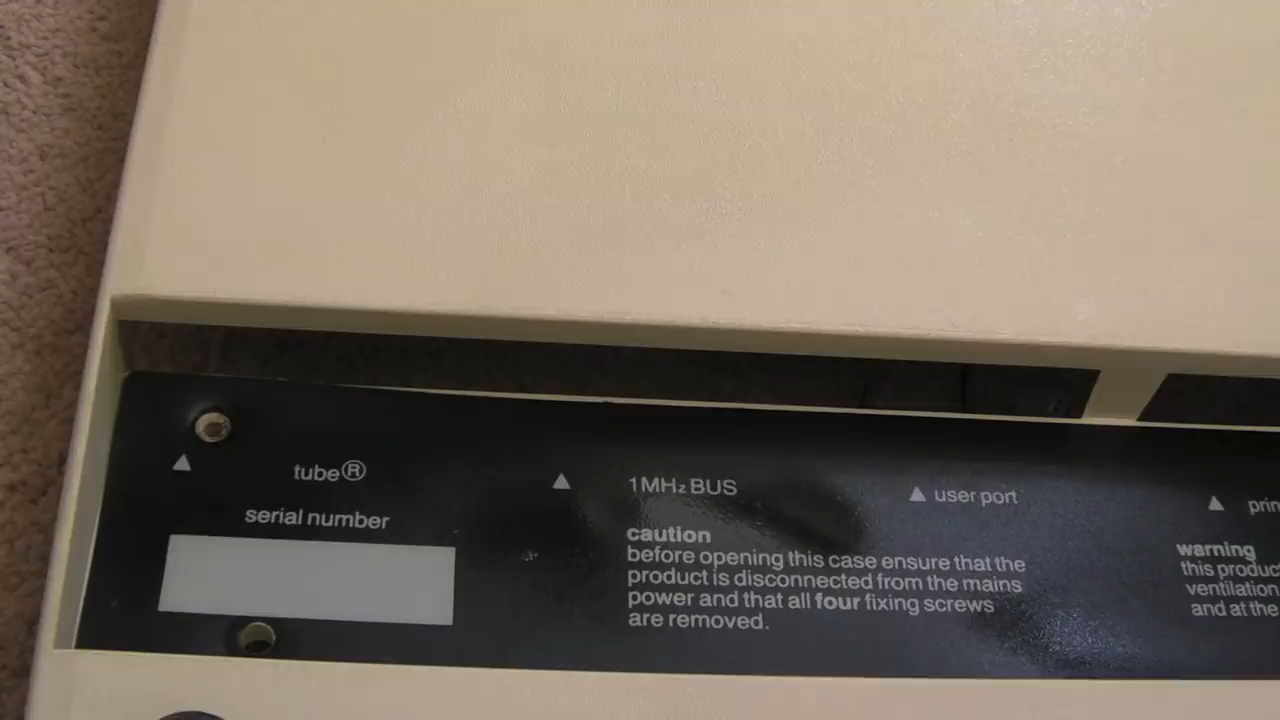 tube®
1MHz BUS
user port
serial number
caution
before opening this case ensure that the
product is disconnected from the mains
power and that all four fixing screws
are removed.
warning
this
ventilation
and at the